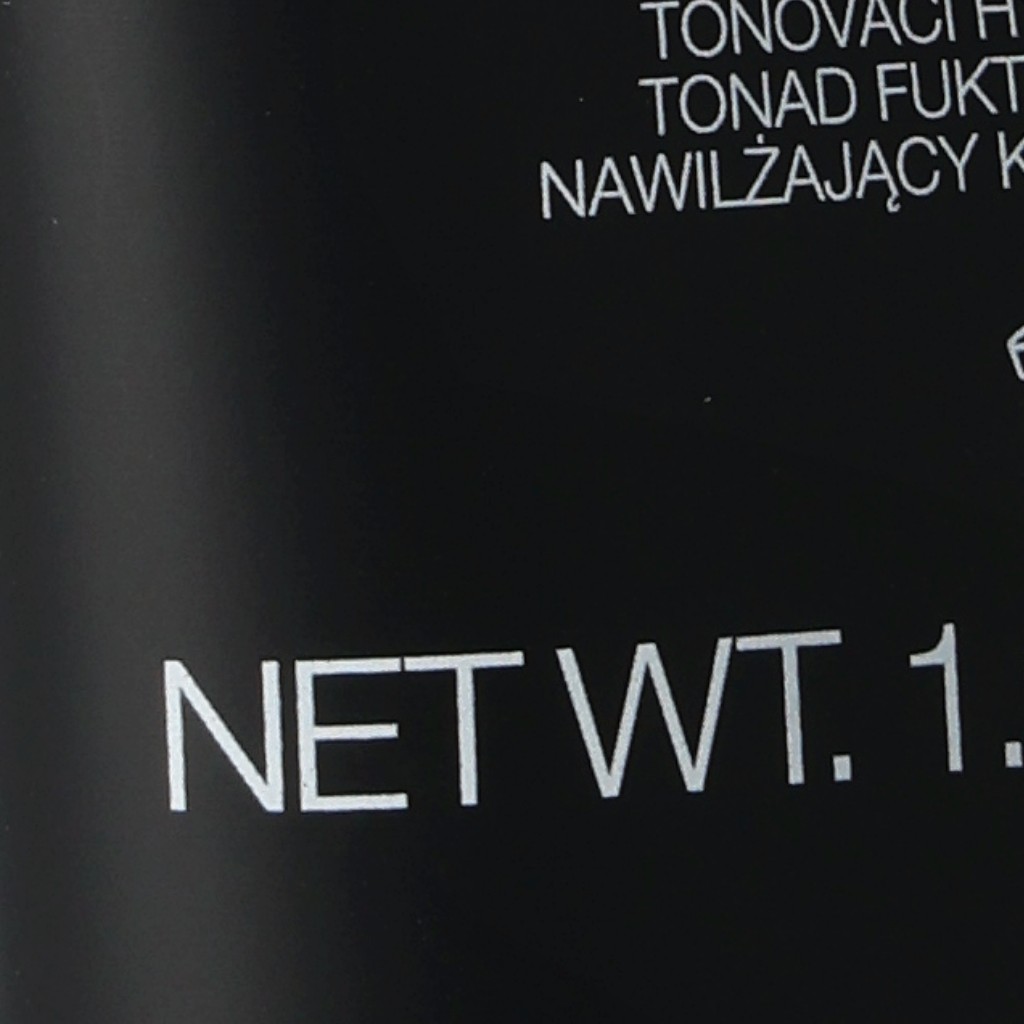 TONOVACÍ H
TONAD FUKT
NAWILŻAJĄCY K
NET WT. 1.